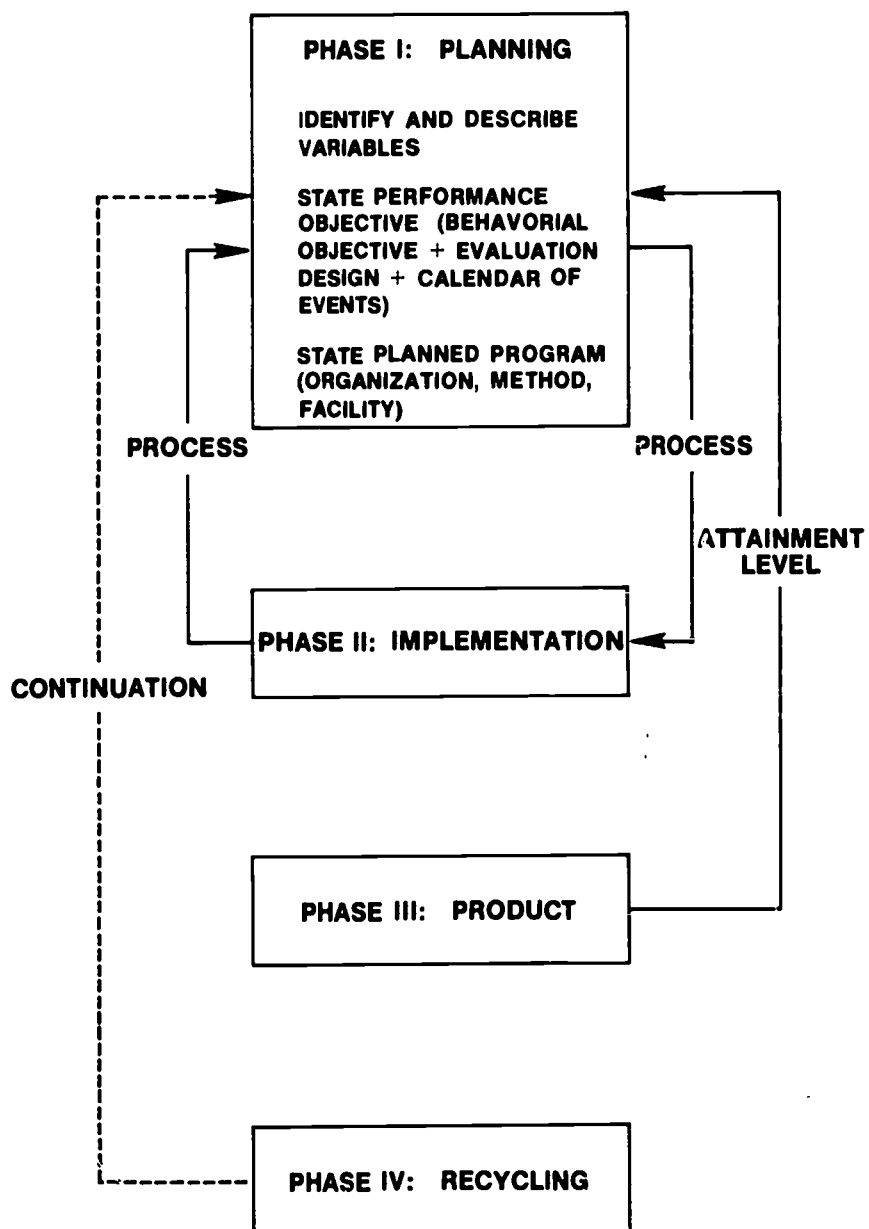 PHASE I: PLANNING
IDENTIFY AND DESCRIBE
VARIABLES
STATE PERFORMANCE
OBJECTIVE (BEHAVORIAL
OBJECTIVE + EVALUATION
DESIGN + CALENDAR OF
EVENTS)
STATE PLANNED PROGRAM
(ORGANIZATION, METHOD,
FACILITY)
PROCESS
PROCESS
ATTAINMENT
LEVEL
PHASE II: IMPLEMENTATION
CONTINUATION
PHASE III: PRODUCT
PHASE IV: RECYCLING